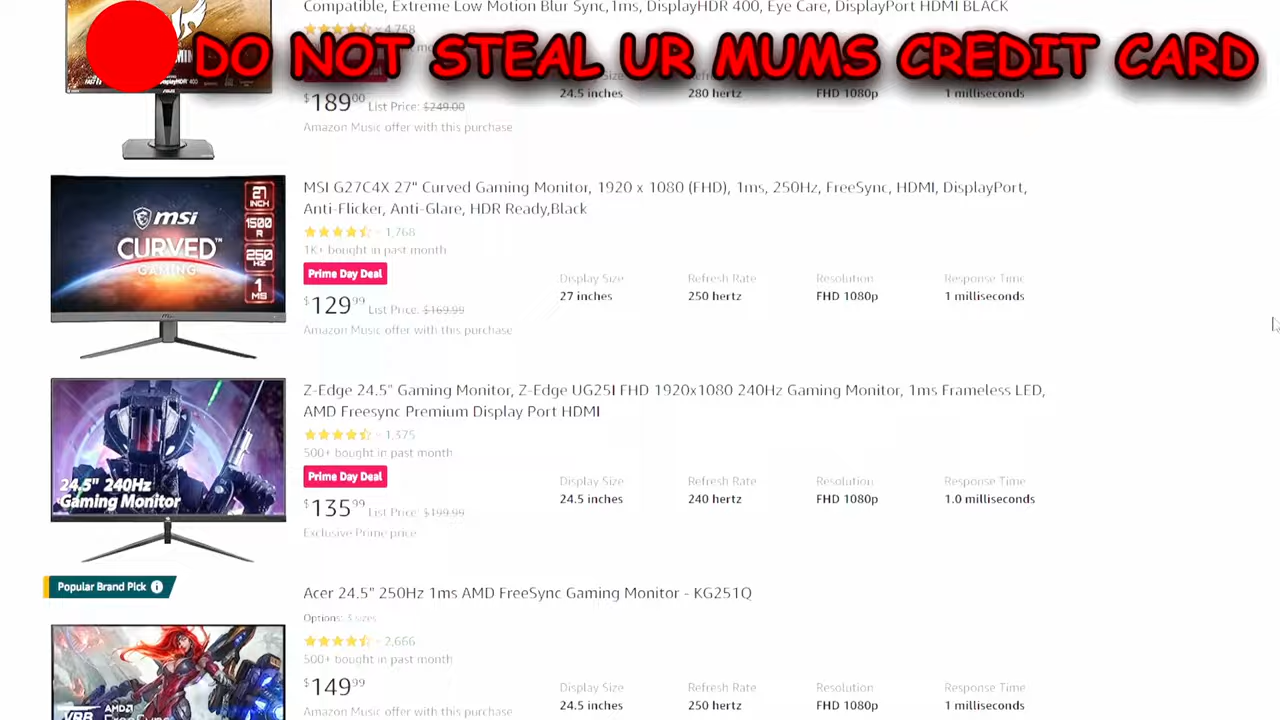 Compatible, Extreme Low Motion Blur Sync,1ms, DisplayHDR 400, Eye Care, DisplayPort HDMI BLACK
4,758
DO NOT STEAL UR MUMS CREDIT CARD
$189.00 List Price: $249.00
24.5 inches 280 hertz FHD 1080p 1 milliseconds
Amazon Music offer with this purchase
MSI G27C4X 27" Curved Gaming Monitor, 1920 x 1080 (FHD), 1ms, 250Hz, FreeSync, HDMI, DisplayPort,
Anti-Flicker, Anti-Glare, HDR Ready,Black
1,768
1K+ bought in past month
Prime Day Deal
Display Size Refresh Rate Resolution Response Time
27 inches 250 hertz FHD 1080p 1 milliseconds
$129.99 List Price: $169.99
Amazon Music offer with this purchase
27 INCH
1500 R
250 HZ
1 MS
msi
CURVED™
GAMING
Z-Edge 24.5" Gaming Monitor, Z-Edge UG25I FHD 1920x1080 240Hz Gaming Monitor, 1ms Frameless LED,
AMD Freesync Premium Display Port HDMI
1,375
500+ bought in past month
Prime Day Deal
Display Size Refresh Rate Resolution Response Time
24.5 inches 240 hertz FHD 1080p 1.0 milliseconds
$135.99 List Price: $199.99
Exclusive Prime price
24.5" 240Hz
Gaming Monitor
Popular Brand Pick
Acer 24.5" 250Hz 1ms AMD FreeSync Gaming Monitor - KG251Q
Options: 3 sizes
2,666
500+ bought in past month
$149.99
Display Size Refresh Rate Resolution Response Time
24.5 inches 250 hertz FHD 1080p 1 milliseconds
Amazon Music offer with this purchase
AMD
FreeSync